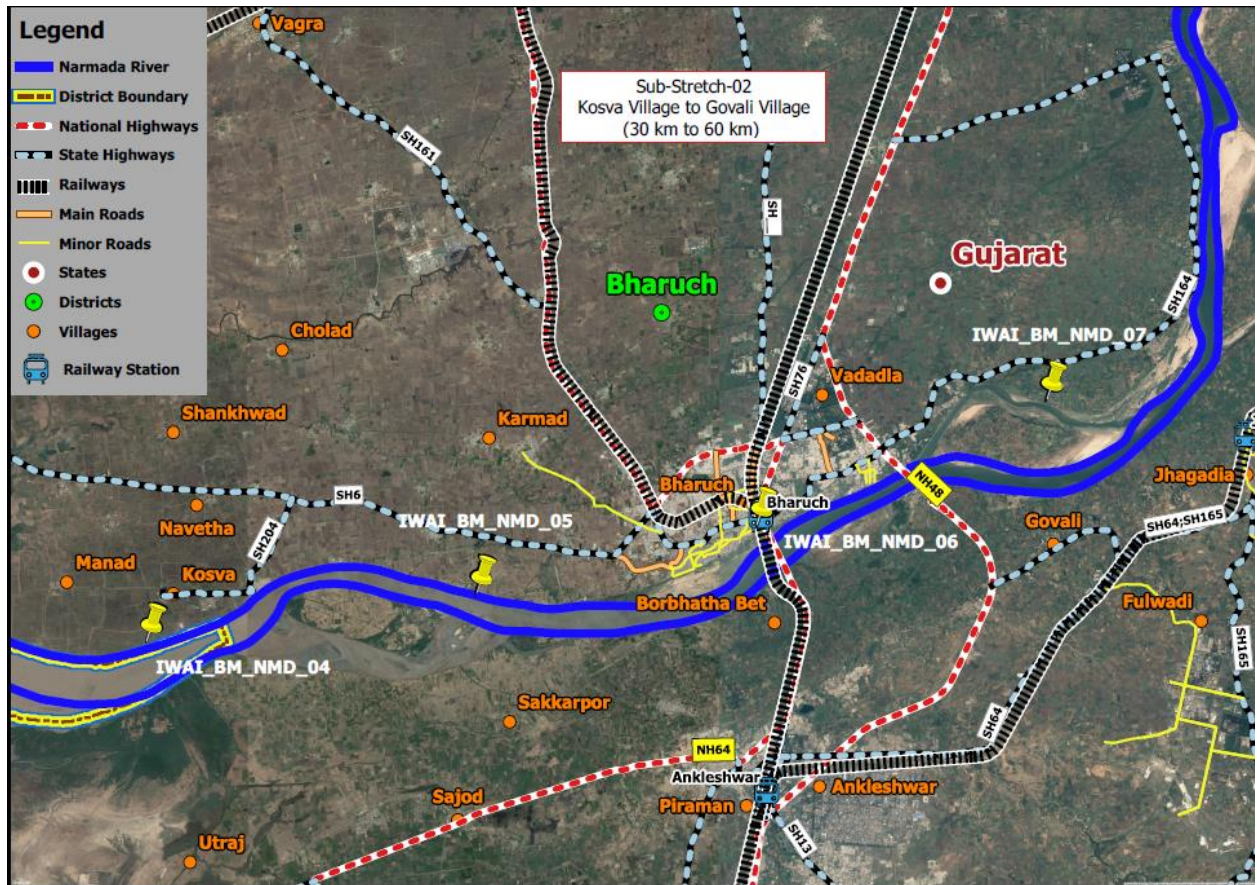 Legend
Narmada River
District Boundary
National Highways
State Highways
Railways
Main Roads
Minor Roads
States
Districts
Villages
Railway Station
Vagra
Sub-Stretch-02
Kosva Village to Govali Village
(30 km to 60 km)
SH161
SH
Gujarat
Bharuch
SH164
Cholad
IWAI_BM_NMD_07
SH76
Vadadla
Shankhwad
Karmad
Jhagadia
Bharuch
NH48
Bharuch
SH6
Navetha
IWAI_BM_NMD_05
Govali
SH64;SH165
SH204
IWAI_BM_NMD_06
Manad
Kosva
Borbhatha Bet
Fulwadi
SH165
IWAI_BM_NMD_04
Sakkarpor
SH64
NH64
Ankleshwar
Ankleshwar
Sajod
Piraman
SH13
Utraj